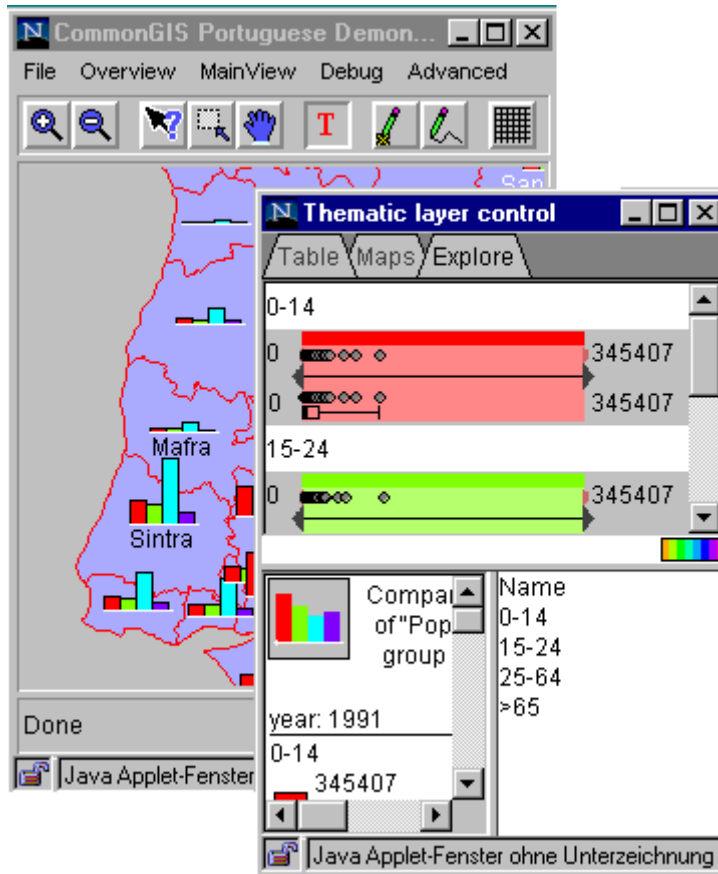 N CommonGIS Portuguese Demon...
File Overview MainView Debug Advanced
T
San
Mafra
Sintra
Done
Java Applet-Fenster
N Thematic layer control
Table Maps Explore
0-14
0 345407
0 345407
15-24
0 345407
Compar
of "Pop
group
year: 1991
0-14
345407
Name
0-14
15-24
25-64
>65
Java Applet-Fenster ohne Unterzeichnung